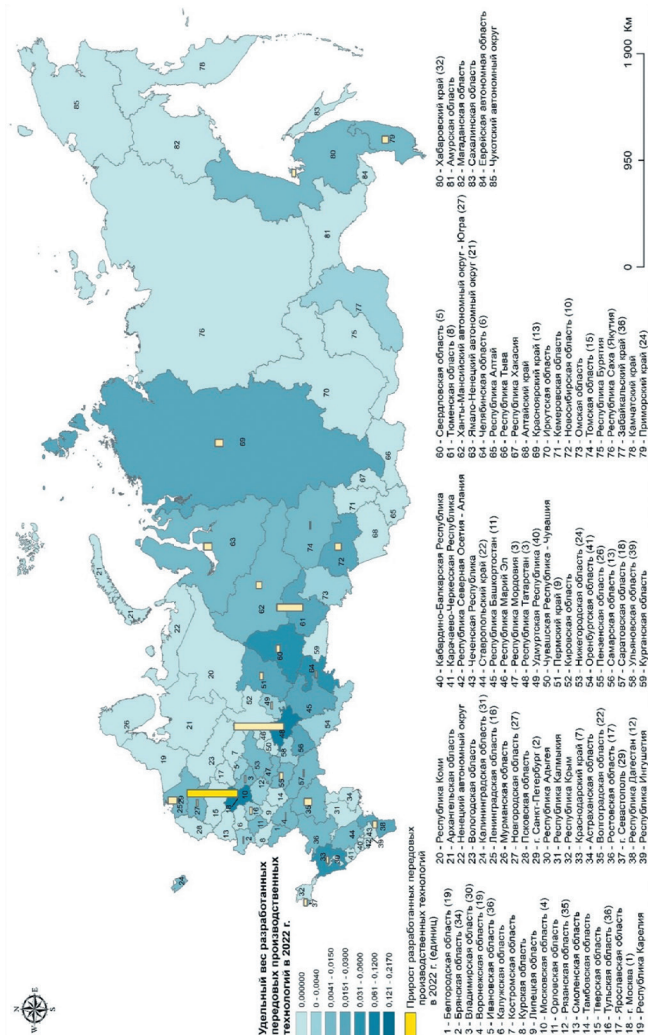 N
W E
S
Удельный вес разработанных
передовых производственных
технологий в 2022 г.
0.000000
0 - 0.0040
0.0041 - 0.0150
0.0151 - 0.0300
0.031 - 0.0600
0.061 - 0.1200
0.121 - 0.2170
Прирост разработанных передовых
производственных технологий
в 2022 г. (единиц)
0 950 1 900 Км
1 - Белгородская область (19)
2 - Брянская область (34)
3 - Владимирская область (30)
4 - Воронежская область (19)
5 - Ивановская область (36)
6 - Калужская область
7 - Костромская область
8 - Курская область
9 - Липецкая область
10 - Московская область (4)
11 - Орловская область
12 - Рязанская область (35)
13 - Смоленская область
14 - Тамбовская область
15 - Тверская область
16 - Тульская область (36)
17 - Ярославская область
18 - г. Москва (1)
19 - Республика Карелия
20 - Республика Коми
21 - Архангельская область
22 - Ненецкий автономный округ
23 - Вологодская область
24 - Калининградская область (31)
25 - Ленинградская область (16)
26 - Мурманская область
27 - Новгородская область (27)
28 - Псковская область
29 - г. Санкт-Петербург (2)
30 - Республика Адыгея
31 - Республика Калмыкия
32 - Республика Крым
33 - Краснодарский край (7)
34 - Астраханская область
35 - Волгоградская область (22)
36 - Ростовская область (17)
37 - г. Севастополь (29)
38 - Республика Дагестан (12)
39 - Республика Ингушетия
40 - Кабардино-Балкарская Республика
41 - Карачаево-Черкесская Республика
42 - Республика Северная Осетия - Алания
43 - Чеченская Республика
44 - Ставропольский край (22)
45 - Республика Башкортостан (11)
46 - Республика Марий Эл
47 - Республика Мордовия (3)
48 - Республика Татарстан (3)
49 - Удмуртская Республика (40)
50 - Чувашская Республика - Чувашия
51 - Пермский край (9)
52 - Кировская область
53 - Нижегородская область (24)
54 - Оренбургская область (41)
55 - Пензенская область (26)
56 - Самарская область (13)
57 - Саратовская область (18)
58 - Ульяновская область (39)
59 - Курганская область
60 - Свердловская область (5)
61 - Тюменская область (8)
62 - Ханты-Мансийский автономный округ - Югра (27)
63 - Ямало-Ненецкий автономный округ (21)
64 - Челябинская область (6)
65 - Республика Алтай
66 - Республика Тыва
67 - Республика Хакасия
68 - Алтайский край
69 - Красноярский край (13)
70 - Иркутская область
71 - Кемеровская область
72 - Новосибирская область (10)
73 - Омская область
74 - Томская область (15)
75 - Республика Бурятия
76 - Республика Саха (Якутия)
77 - Забайкальский край (36)
78 - Камчатский край
79 - Приморский край (24)
80 - Хабаровский край (32)
81 - Амурская область
82 - Магаданская область
83 - Сахалинская область
84 - Еврейская автономная область
85 - Чукотский автономный округ